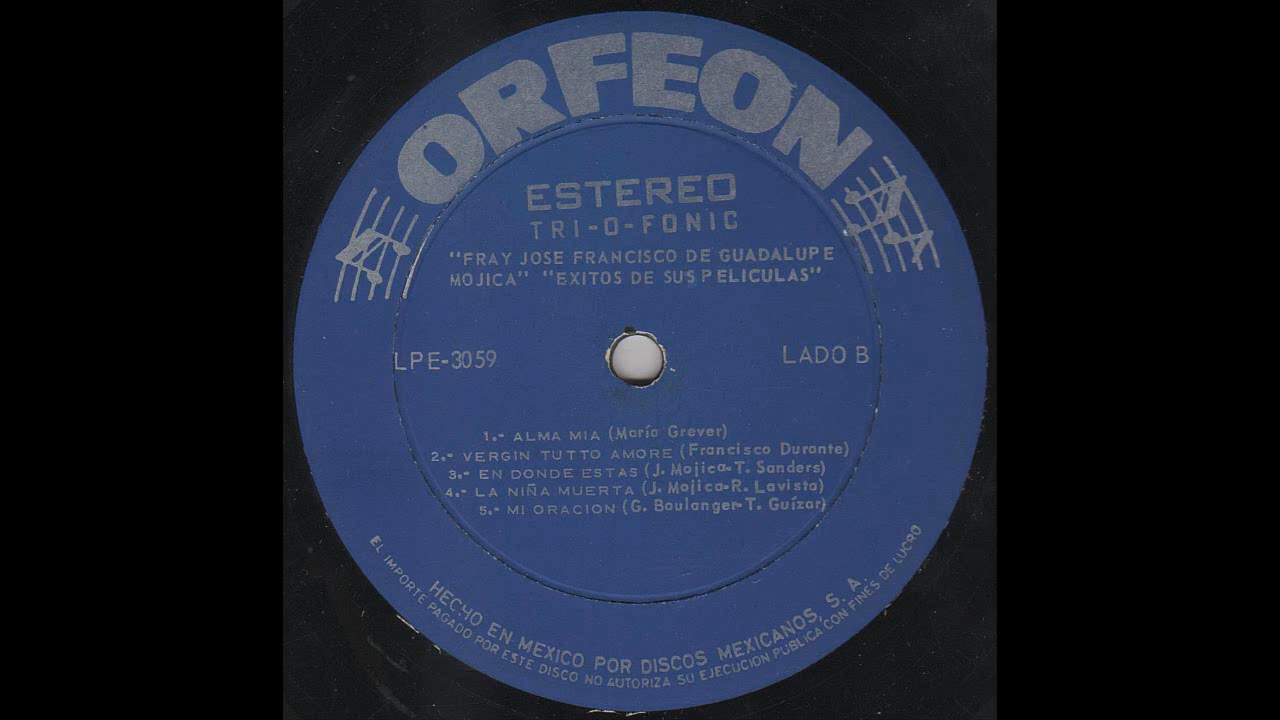 ORFEON
ESTEREO
TRI-O-FONIC
"FRAY JOSE FRANCISCO DE GUADALUPE
MOJICA" "EXITOS DE SUS PELICULAS"
LPE-3059
LADO B
1.- ALMA MIA (María Grever)
2.- VERGIN TUTTO AMORE (Francisco Durante)
3.- EN DONDE ESTAS (J. Mojica-T. Sanders)
4.- LA NIÑA MUERTA (J. Mojica-R. Lavista)
5.- MI ORACION (G. Boulanger-T. Guízar)
HECHO EN MEXICO POR DISCOS MEXICANOS, S. A.
EL IMPORTE PAGADO POR ESTE DISCO NO AUTORIZA SU EJECUCION PUBLICA CON FINES DE LUCRO